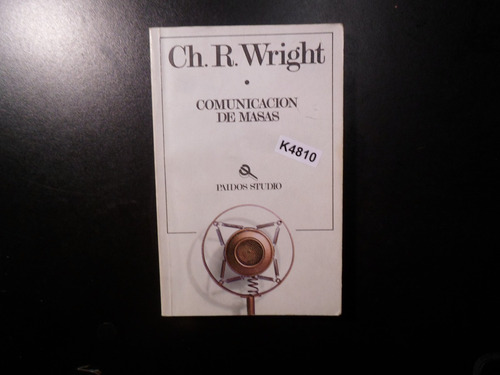 Ch. R. Wright
COMUNICACION
DE MASAS
K4810
PAIDOS STUDIO